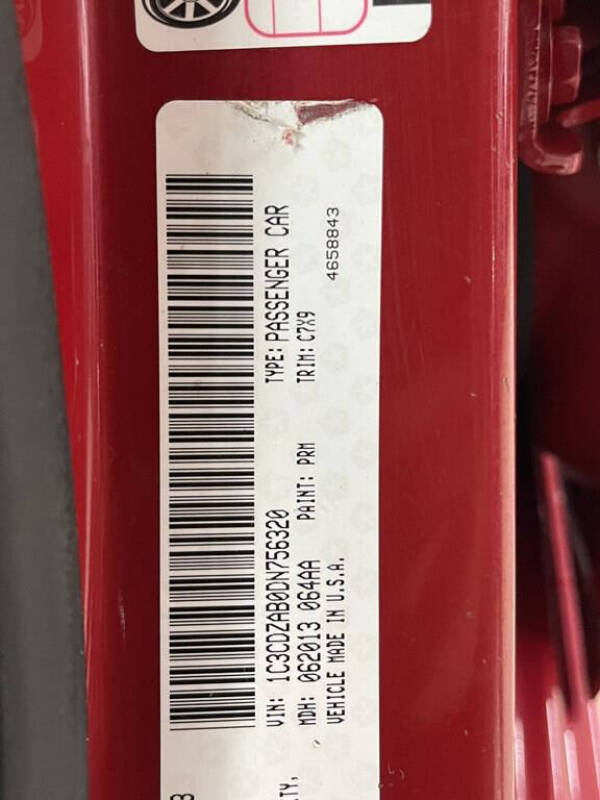 VIN: 1C3CDZAB0DN756320 TYPE: PASSENGER CAR
MDH: 062013 064AA PAINT: PRM TRIM: C7X9
VEHICLE MADE IN U.S.A. 4658843